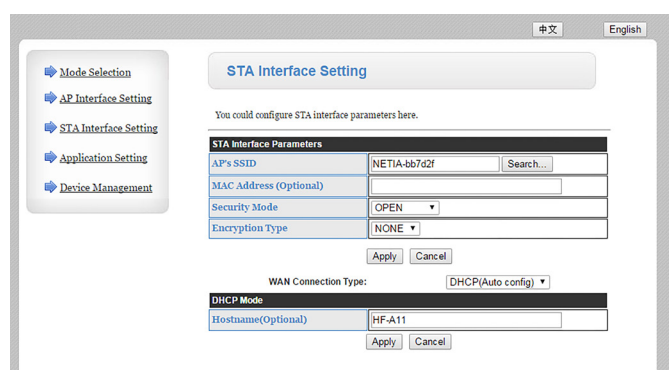 中文 English
Mode Selection
AP Interface Setting
STA Interface Setting
Application Setting
Device Management
STA Interface Setting
You could configure STA interface parameters here.
STA Interface Parameters
AP's SSID NETIA-bb7d2f Search...
MAC Address (Optional)
Security Mode OPEN
Encryption Type NONE
Apply Cancel
WAN Connection Type: DHCP(Auto config)
DHCP Mode
Hostname(Optional) HF-A11
Apply Cancel